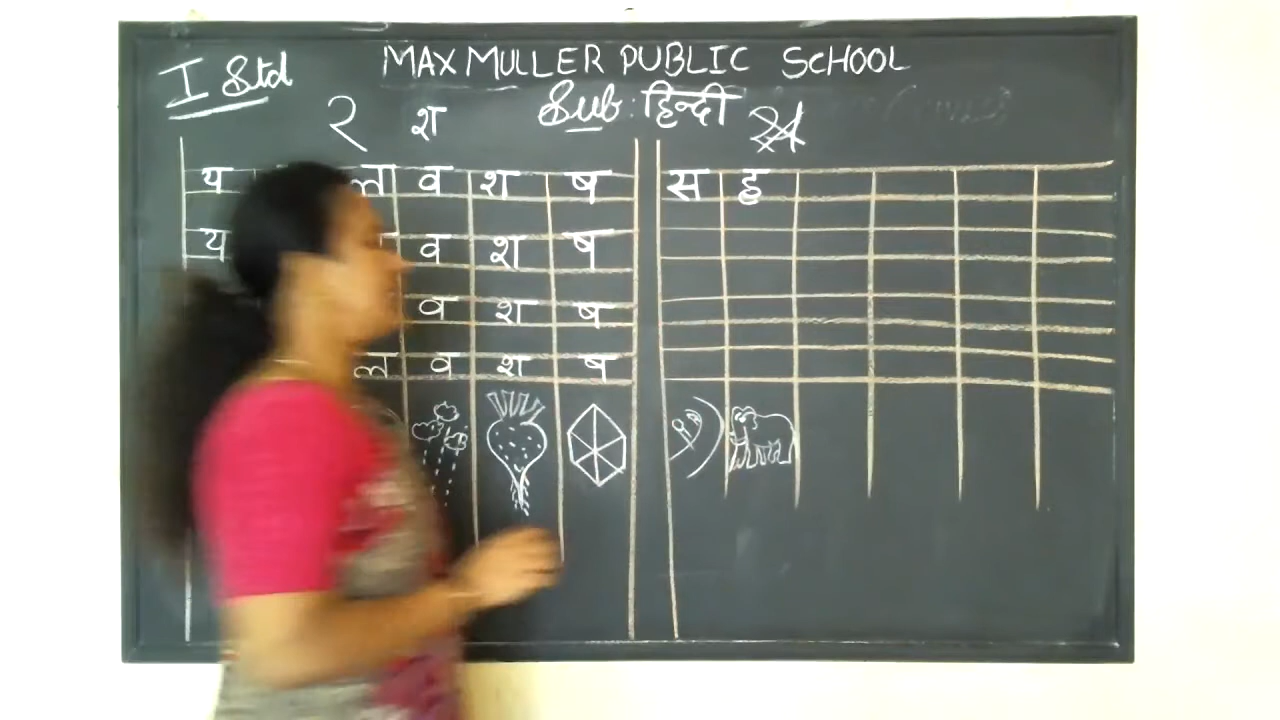 MAX MULLER PUBLIC SCHOOL
I Std
Sub: हिन्दी
२ श
य ल व श ष स ह
य व श ष
व श ष
ल व श ष